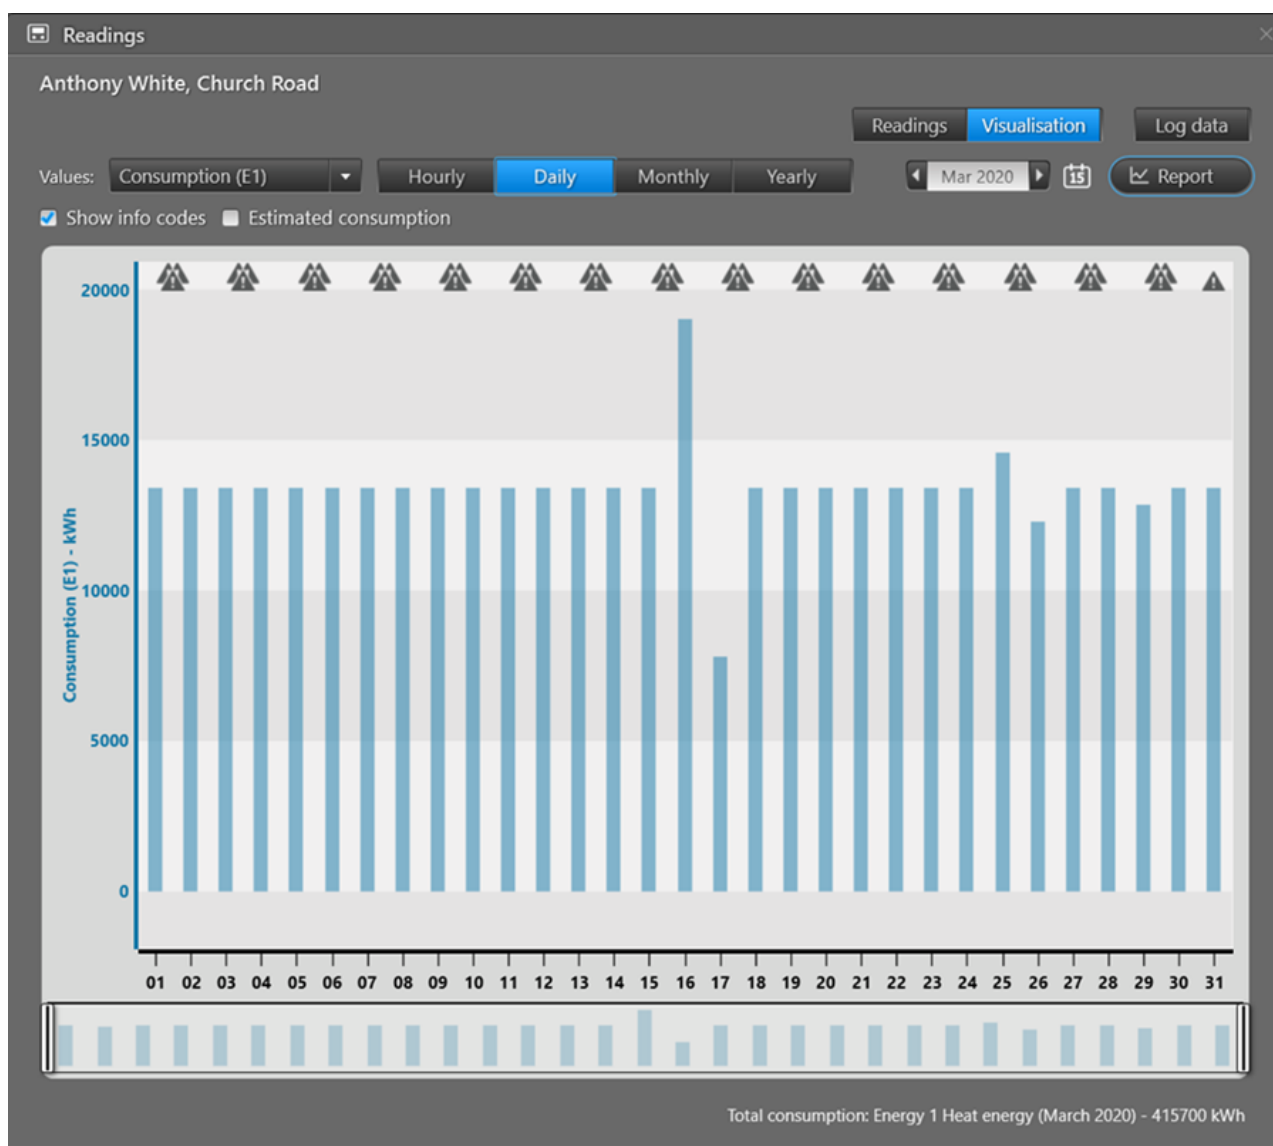 Readings
Anthony White, Church Road
Readings Visualisation Log data
Values: Consumption (E1) Hourly Daily Monthly Yearly Mar 2020 15 Report
Show info codes Estimated consumption
20000
15000
10000
5000
0
Consumption (E1) - kWh
01 02 03 04 05 06 07 08 09 10 11 12 13 14 15 16 17 18 19 20 21 22 23 24 25 26 27 28 29 30 31
Total consumption: Energy 1 Heat energy (March 2020) - 415700 kWh